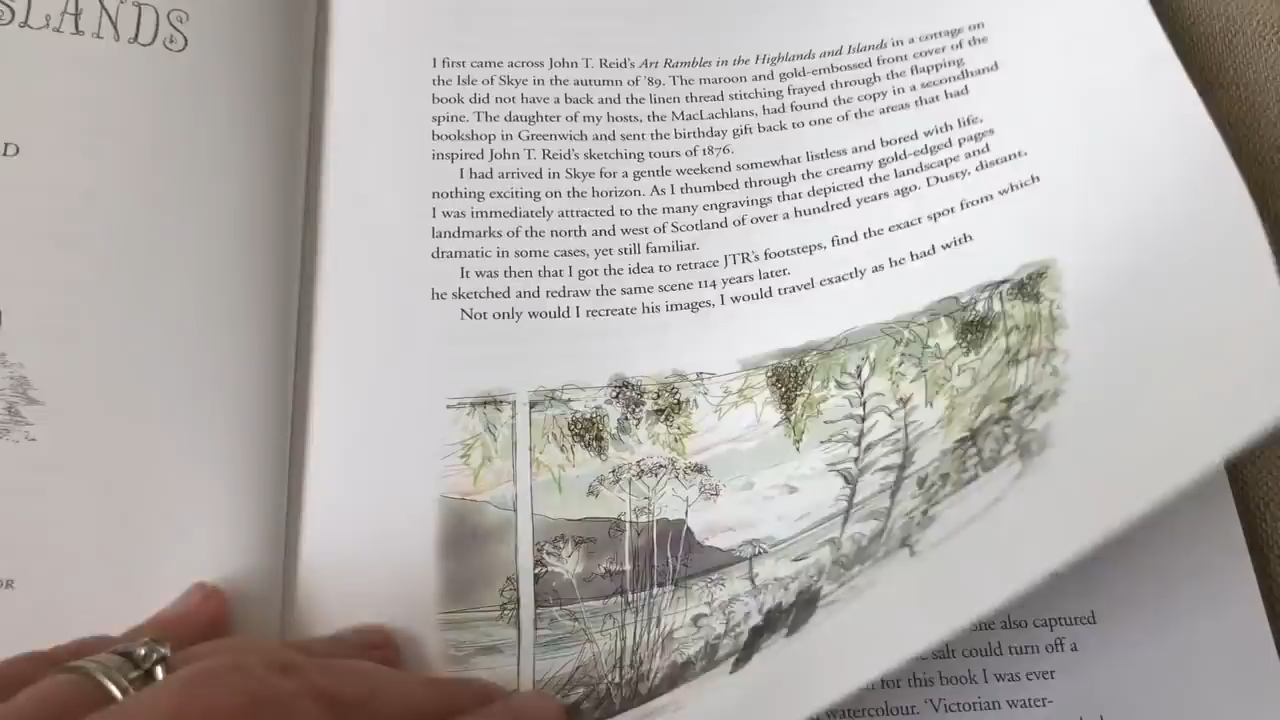 SLANDS
D
OR
I first came across John T. Reid's Art Rambles in the Highlands and Islands in a cottage on
the Isle of Skye in the autumn of '89. The maroon and gold-embossed front cover of the
book did not have a back and the linen thread stitching frayed through the flapping
spine. The daughter of my hosts, the MacLachlans, had found the copy in a secondhand
bookshop in Greenwich and sent the birthday gift back to one of the areas that had
inspired John T. Reid's sketching tours of 1876.
I had arrived in Skye for a gentle weekend somewhat listless and bored with life,
nothing exciting on the horizon. As I thumbed through the creamy gold-edged pages
I was immediately attracted to the many engravings that depicted the landscape and
landmarks of the north and west of Scotland of over a hundred years ago. Dusty, distant,
dramatic in some cases, yet still familiar.
It was then that I got the idea to retrace JTR's footsteps, find the exact spot from which
he sketched and redraw the same scene 114 years later.
Not only would I recreate his images, I would travel exactly as he had with
one also captured
salt could turn off a
for this book I was ever
watercolour. 'Victorian water-